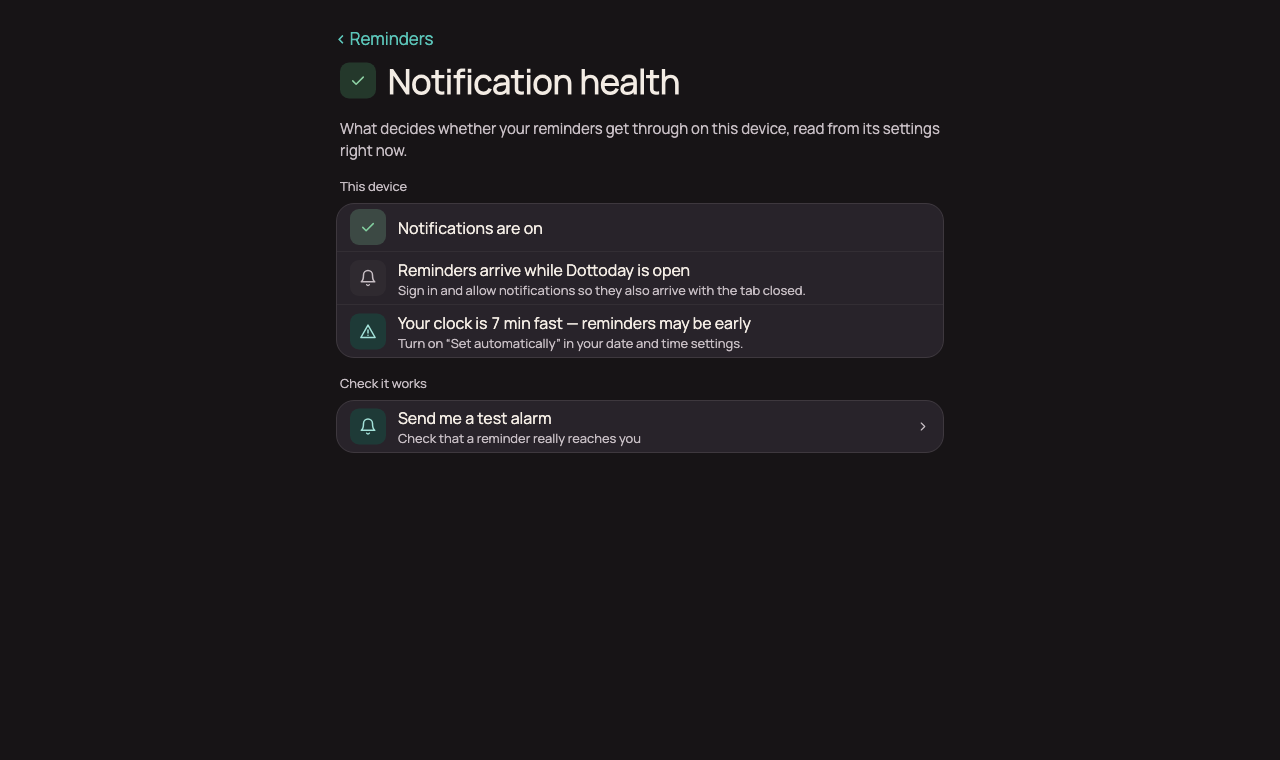 Reminders
Notification health
What decides whether your reminders get through on this device, read from its settings
right now.
This device
Notifications are on
Reminders arrive while Dottoday is open
Sign in and allow notifications so they also arrive with the tab closed.
Your clock is 7 min fast — reminders may be early
Turn on “Set automatically” in your date and time settings.
Check it works
Send me a test alarm
Check that a reminder really reaches you